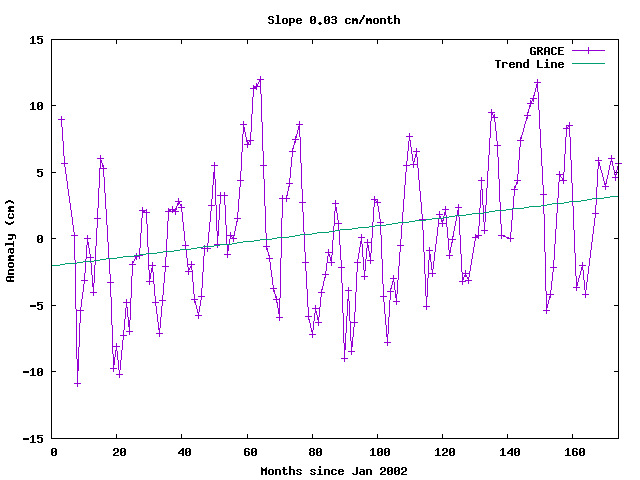 Slope 0.03 cm/month
GRACE
Trend Line
Anomaly (cm)
15
10
5
0
-5
-10
-15
0 20 40 60 80 100 120 140 160
Months since Jan 2002